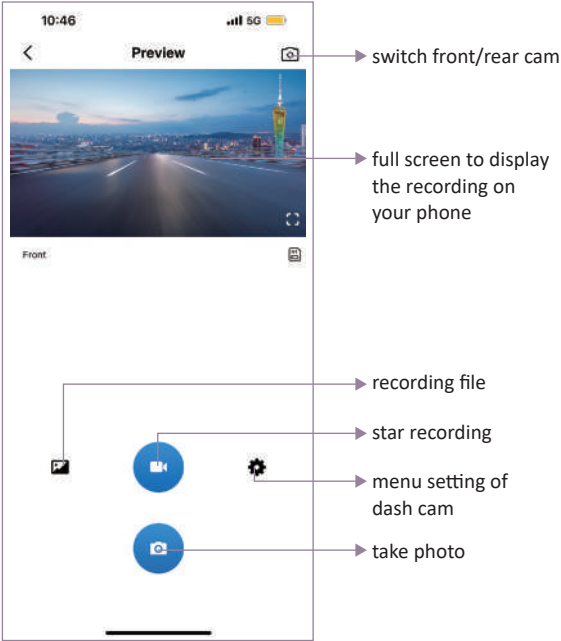 10:46
5G
Preview
switch front/rear cam
full screen to display
the recording on
your phone
Front
recording file
star recording
menu setting of
dash cam
take photo